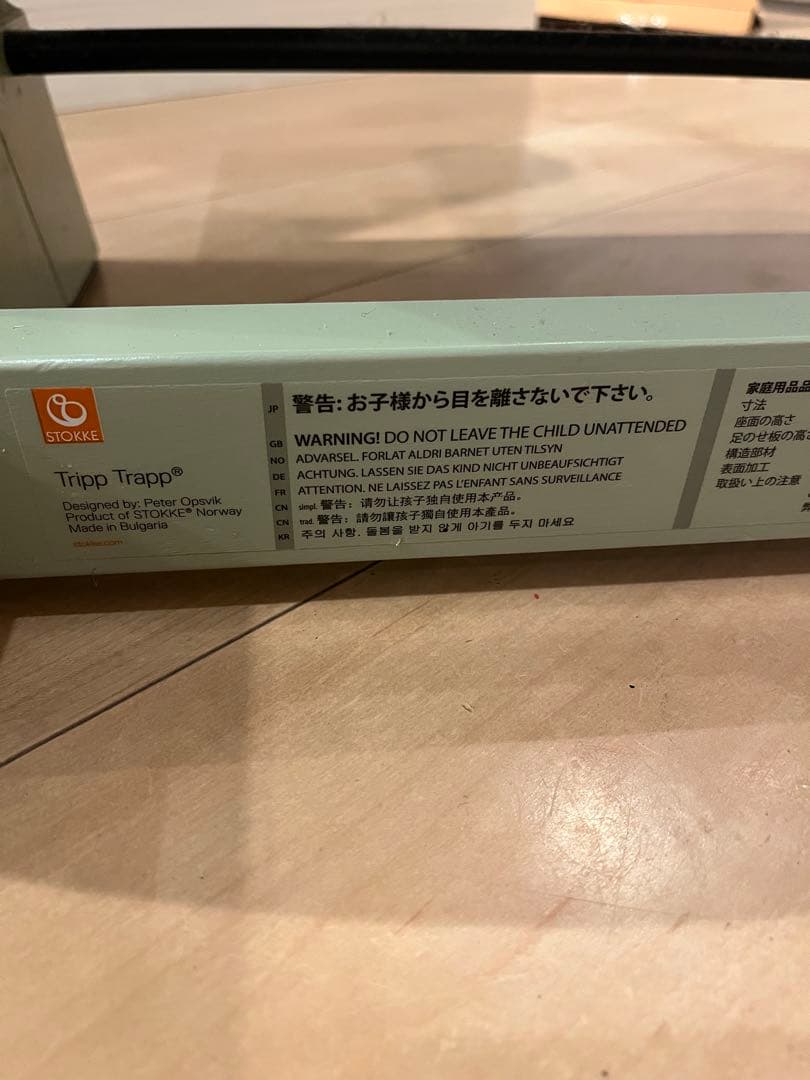 STOKKE
Tripp Trapp®
Designed by: Peter Opsvik
Product of STOKKE® Norway
Made in Bulgaria
stokke.com
JP 警告: お子様から目を離さないで下さい。
GB WARNING! DO NOT LEAVE THE CHILD UNATTENDED
NO ADVARSEL. FORLAT ALDRI BARNET UTEN TILSYN
DE ACHTUNG. LASSEN SIE DAS KIND NICHT UNBEAUFSICHTIGT
FR ATTENTION. NE LAISSEZ PAS L'ENFANT SANS SURVEILLANCE
CN simpl. 警告：请勿让孩子独自使用本产品。
CN trad. 警告：請勿讓孩子獨自使用本產品。
KR 주의 사항. 돌봄을 받지 않게 아기를 두지 마세요
家庭用品品
寸法
座面の高さ
足のせ板の高さ
構造部材
表面加工
取扱い上の注意